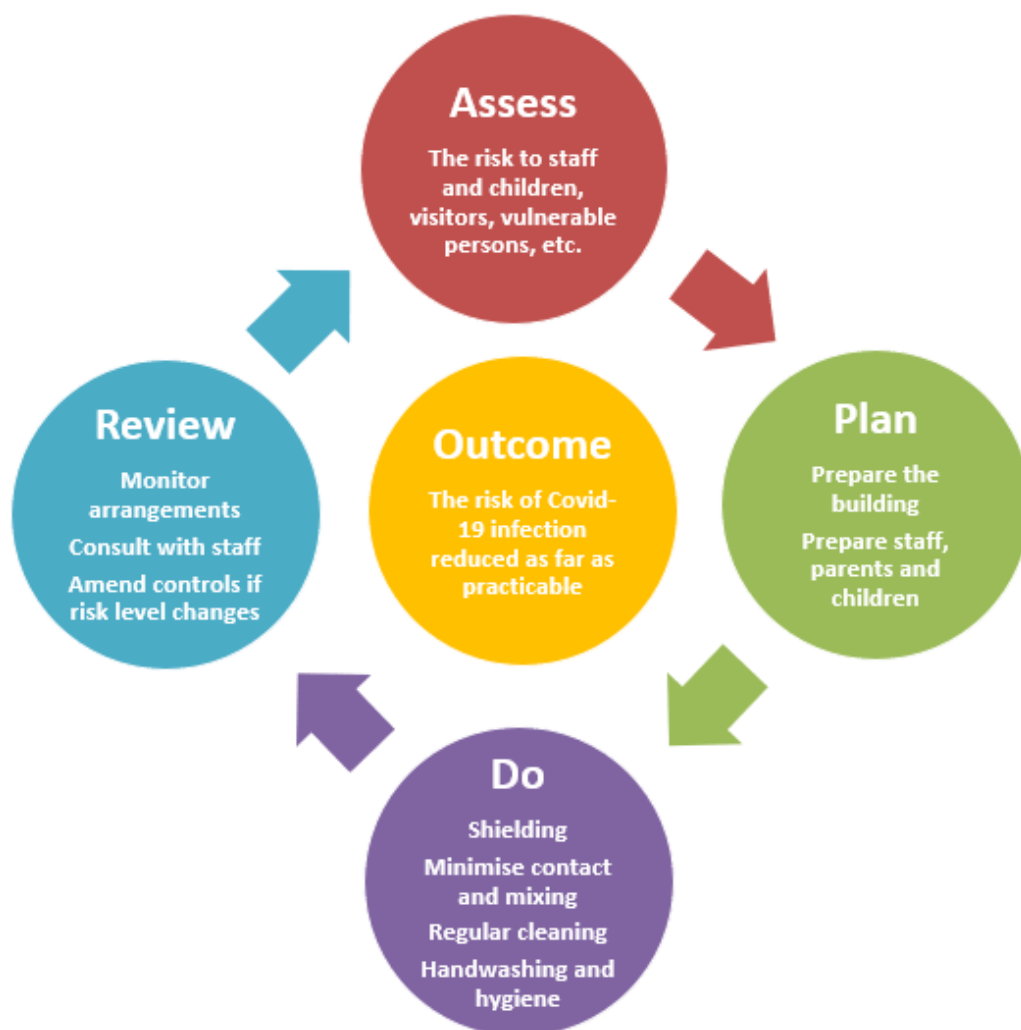 Assess
The risk to staff
and children,
visitors, vulnerable
persons, etc.
Plan
Prepare the
building
Prepare staff,
parents and
children
Do
Shielding
Minimise contact
and mixing
Regular cleaning
Handwashing and
hygiene
Review
Monitor
arrangements
Consult with staff
Amend controls if
risk level changes
Outcome
The risk of Covid-
19 infection
reduced as far as
practicable